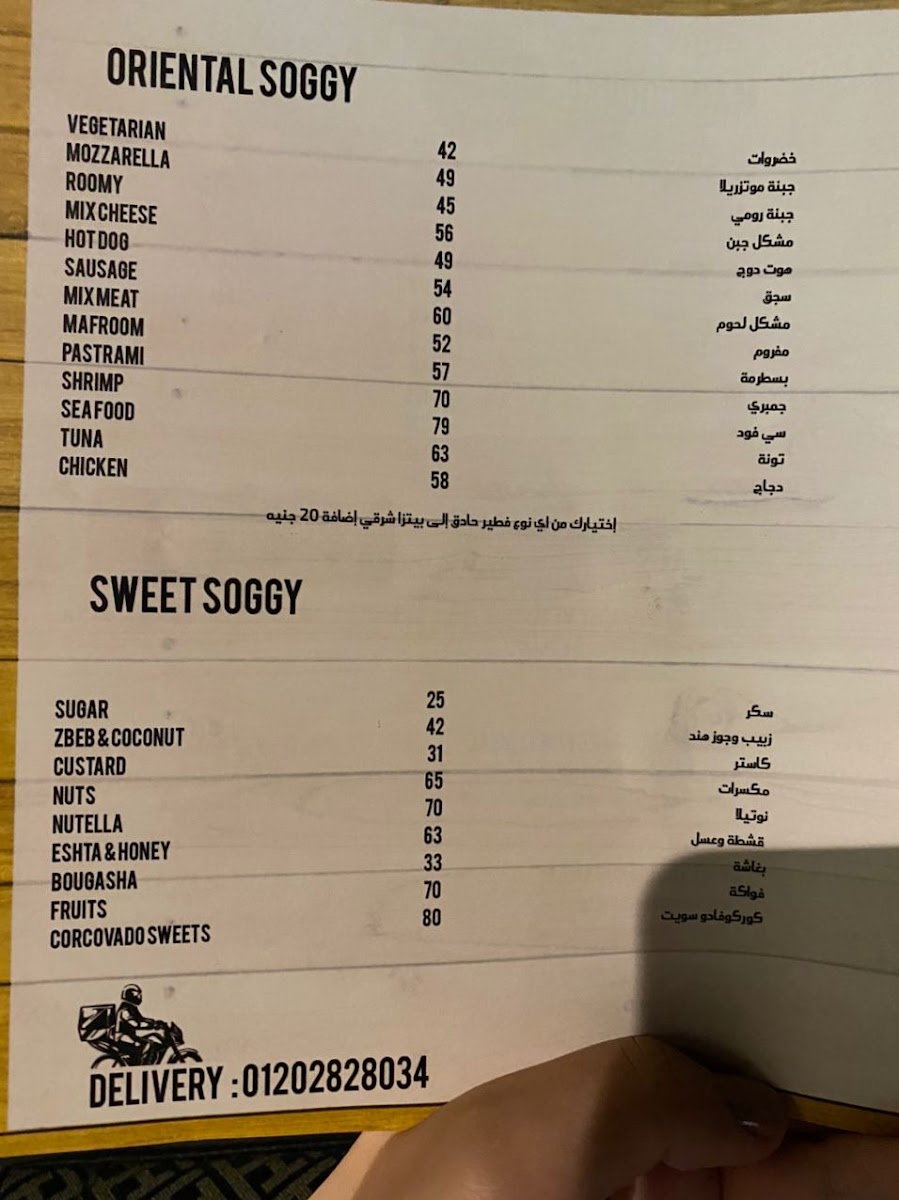 ORIENTAL SOGGY
VEGETARIAN 42 خضروات
MOZZARELLA 49 جبنة موتزريلا
ROOMY 45 جبنة رومي
MIX CHEESE 56 مشكل جبن
HOT DOG 49 هوت دوج
SAUSAGE 54 سجق
MIX MEAT 60 مشكل لحوم
MAFROOM 52 مفروم
PASTRAMI 57 بسطرمة
SHRIMP 70 جمبري
SEA FOOD 79 سي فود
TUNA 63 تونة
CHICKEN 58 دجاج
إختيارك من اي نوع فطير حادق إلى بيتزا شرقي إضافة 20 جنيه
SWEET SOGGY
SUGAR 25 سكر
ZBEB & COCONUT 42 زبيب وجوز هند
CUSTARD 31 كاستر
NUTS 65 مكسرات
NUTELLA 70 نوتيلا
ESHTA & HONEY 63 قشطة وعسل
BOUGASHA 33 بغاشة
FRUITS 70 فواكة
CORCOVADO SWEETS 80 كوركوفادو سويت
DELIVERY : 01202828034